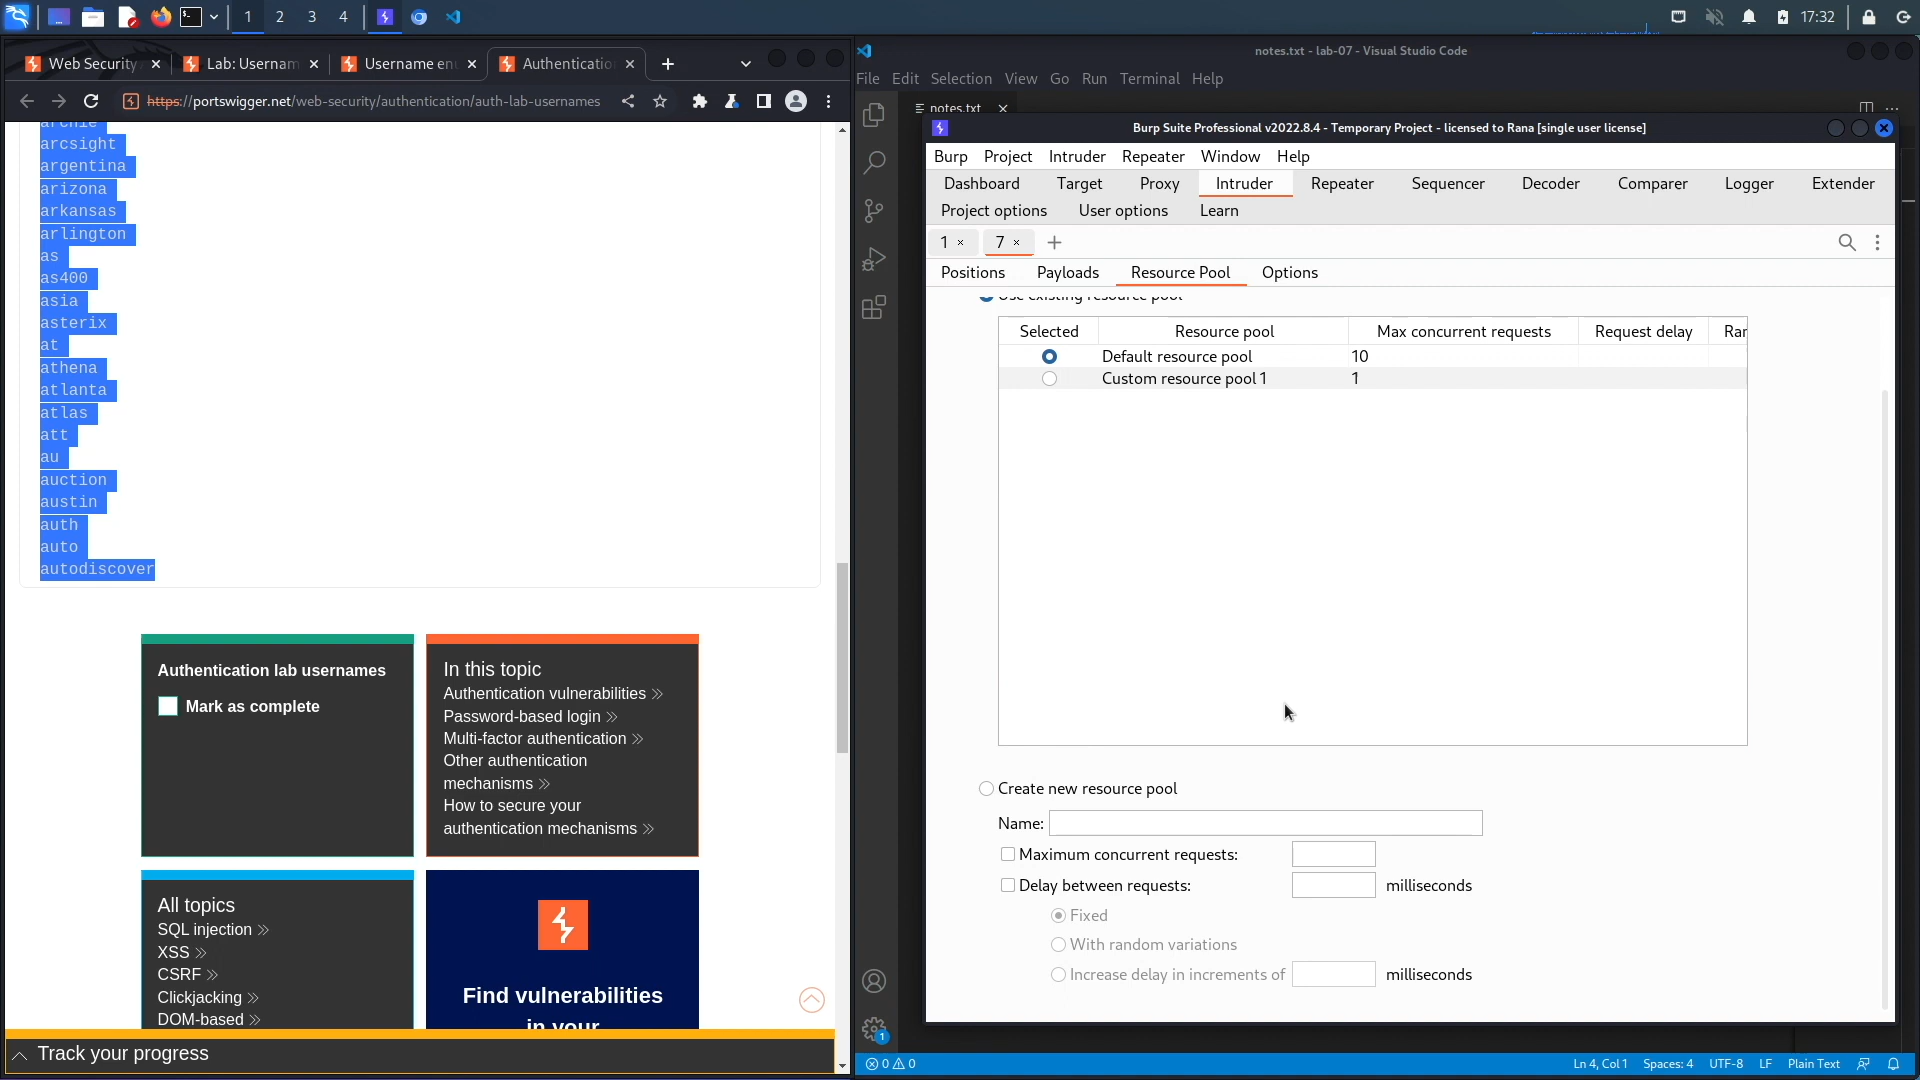 1
2
3
4
17:32
Web Security
Lab: Usernam
Username en
Authenticatio
https://portswigger.net/web-security/authentication/auth-lab-usernames
archie
arcsight
argentina
arizona
arkansas
arlington
as
as400
asia
asterix
at
athena
atlanta
atlas
att
au
auction
austin
auth
auto
autodiscover
Authentication lab usernames
Mark as complete
In this topic
Authentication vulnerabilities
Password-based login
Multi-factor authentication
Other authentication
mechanisms
How to secure your
authentication mechanisms
All topics
SQL injection
XSS
CSRF
Clickjacking
DOM-based
Find vulnerabilities
in your
Track your progress
notes.txt - lab-07 - Visual Studio Code
File Edit Selection View Go Run Terminal Help
notes.txt
Burp Suite Professional v2022.8.4 - Temporary Project - licensed to Rana [single user license]
Burp Project Intruder Repeater Window Help
Dashboard Target Proxy Intruder Repeater Sequencer Decoder Comparer Logger Extender
Project options User options Learn
1 × 7 × +
Positions Payloads Resource Pool Options
Use existing resource pool
Selected Resource pool Max concurrent requests Request delay Rar
Default resource pool 10
Custom resource pool 1 1
Create new resource pool
Name:
Maximum concurrent requests:
Delay between requests: milliseconds
Fixed
With random variations
Increase delay in increments of milliseconds
1
0 0
Ln 4, Col 1 Spaces: 4 UTF-8 LF Plain Text